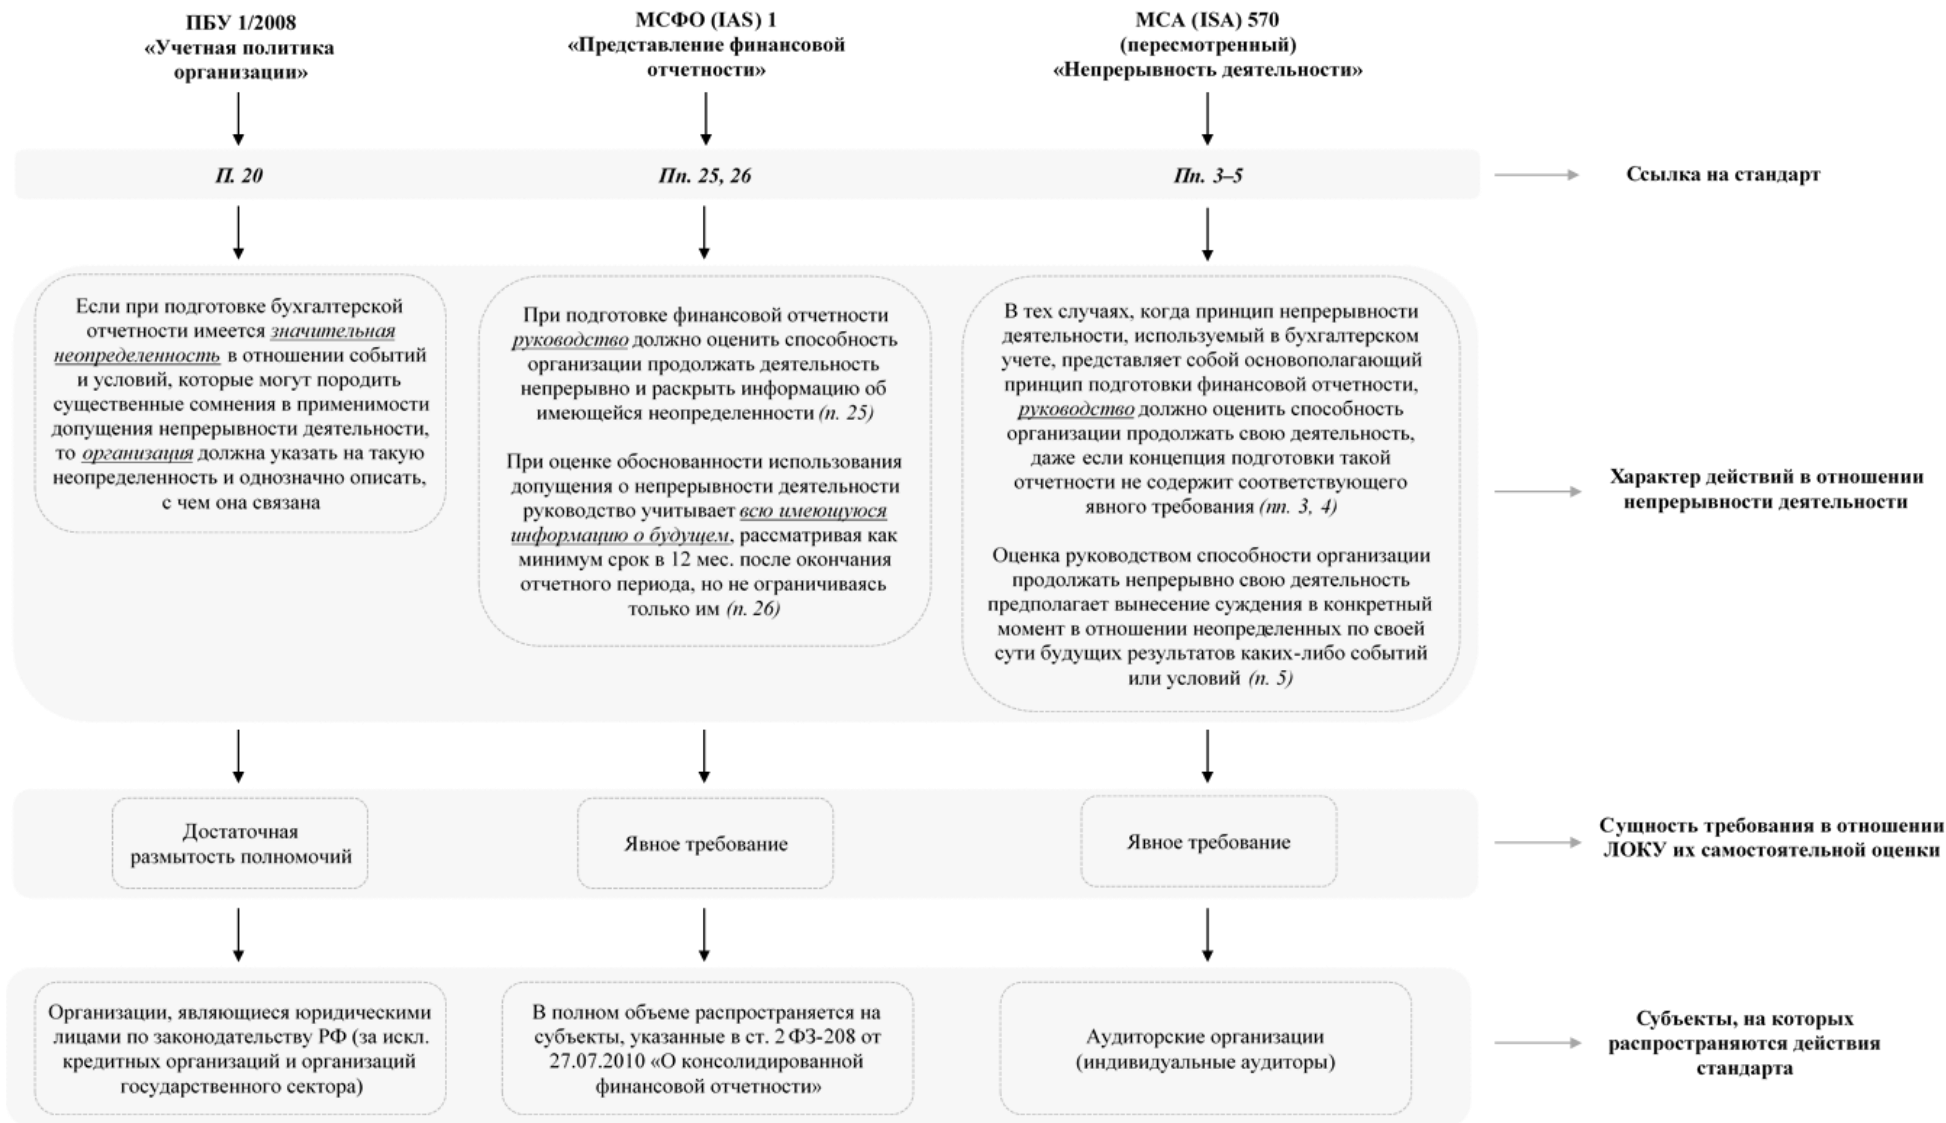 ПБУ 1/2008
«Учетная политика
организации»
МСФО (IAS) 1
«Представление финансовой
отчетности»
МСА (ISA) 570
(пересмотренный)
«Непрерывность деятельности»
П. 20
Пп. 25, 26
Пп. 3–5
Ссылка на стандарт
Если при подготовке бухгалтерской
отчетности имеется значительная
неопределенность в отношении событий
и условий, которые могут породить
существенные сомнения в применимости
допущения непрерывности деятельности,
то организация должна указать на такую
неопределенность и однозначно описать,
с чем она связана
При подготовке финансовой отчетности
руководство должно оценить способность
организации продолжать деятельность
непрерывно и раскрыть информацию об
имеющейся неопределенности (п. 25)
При оценке обоснованности использования
допущения о непрерывности деятельности
руководство учитывает всю имеющуюся
информацию о будущем, рассматривая как
минимум срок в 12 мес. после окончания
отчетного периода, но не ограничиваясь
только им (п. 26)
В тех случаях, когда принцип непрерывности
деятельности, используемый в бухгалтерском
учете, представляет собой основополагающий
принцип подготовки финансовой отчетности,
руководство должно оценить способность
организации продолжать свою деятельность,
даже если концепция подготовки такой
отчетности не содержит соответствующего
явного требования (пп. 3, 4)
Оценка руководством способности организации
продолжать непрерывно свою деятельность
предполагает вынесение суждения в конкретный
момент в отношении неопределенных по своей
сути будущих результатов каких-либо событий
или условий (п. 5)
Характер действий в отношении
непрерывности деятельности
Достаточная
размытость полномочий
Явное требование
Явное требование
Сущность требования в отношении
ЛОКУ их самостоятельной оценки
Организации, являющиеся юридическими
лицами по законодательству РФ (за искл.
кредитных организаций и организаций
государственного сектора)
В полном объеме распространяется на
субъекты, указанные в ст. 2 ФЗ-208 от
27.07.2010 «О консолидированной
финансовой отчетности»
Аудиторские организации
(индивидуальные аудиторы)
Субъекты, на которых
распространяются действия
стандарта